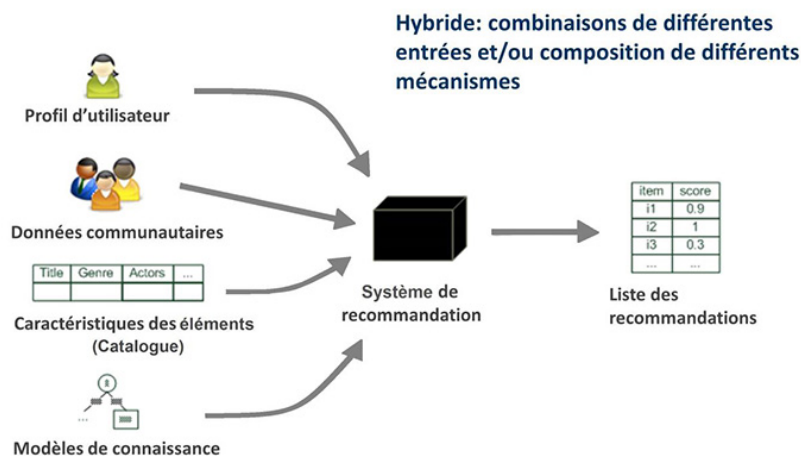 Hybride: combinaisons de différentes
entrées et/ou composition de différents
mécanismes
Profil d'utilisateur
Données communautaires
Title Genre Actors ...
Caractéristiques des éléments
(Catalogue)
...
Modèles de connaissance
Système de
recommandation
item score
i1 0.9
i2 1
i3 0.3
... ...
Liste des
recommandations